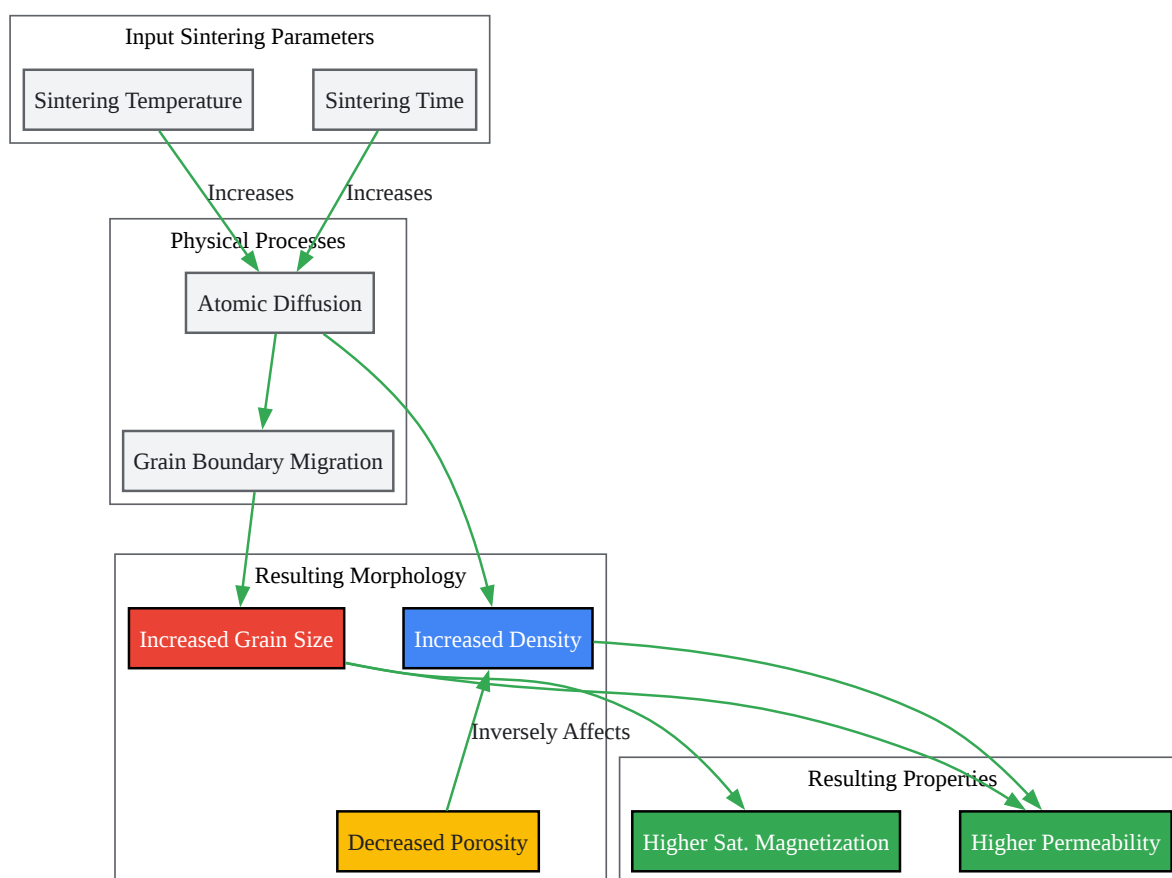 Input Sintering Parameters
Sintering Temperature
Sintering Time
Increases
Increases
Physical Processes
Atomic Diffusion
Grain Boundary Migration
Resulting Morphology
Increased Grain Size
Increased Density
Inversely Affects
Resulting Properties
Decreased Porosity
Higher Sat. Magnetization
Higher Permeability